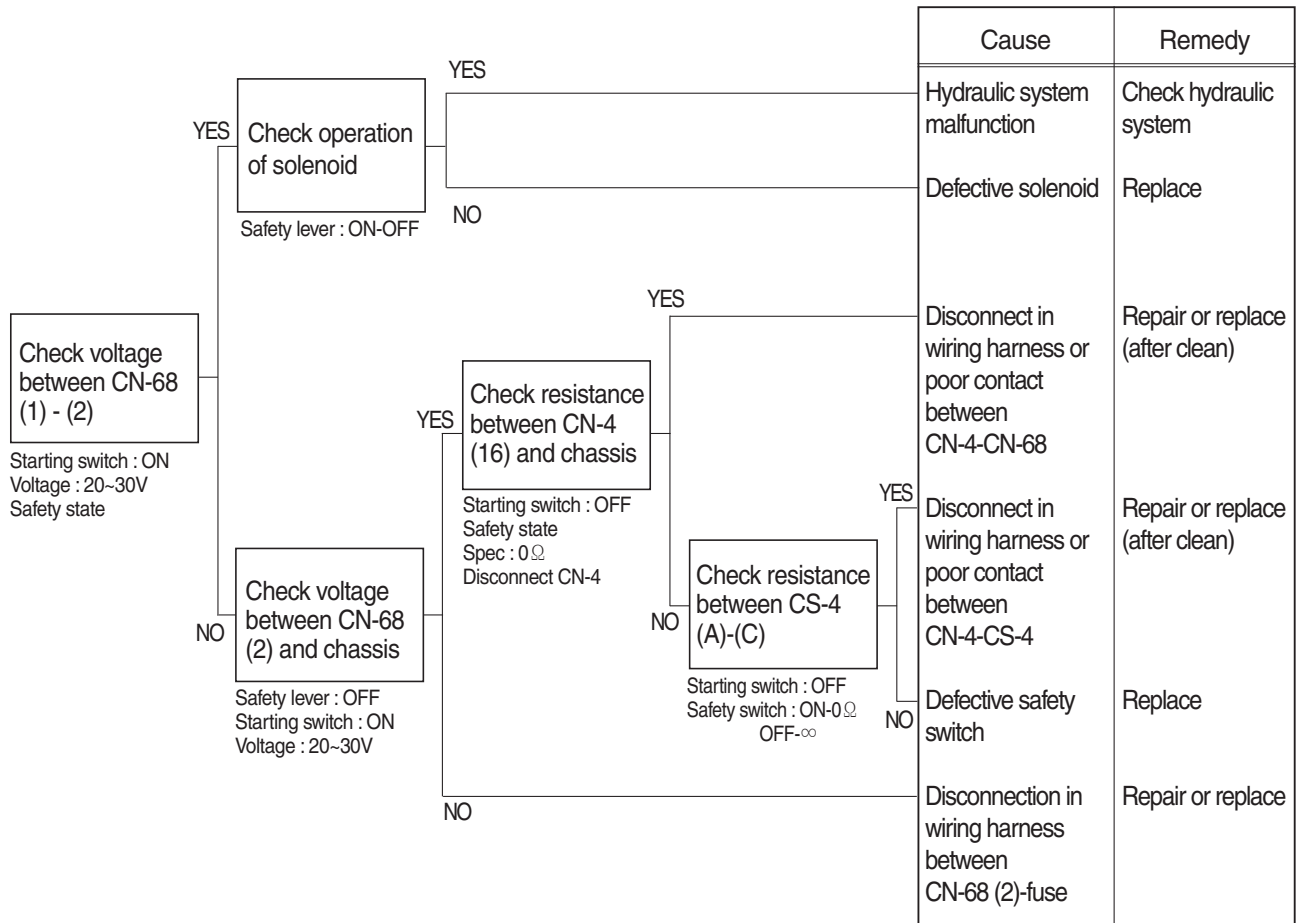 Cause
Remedy
YES
Hydraulic system
malfunction
Check hydraulic
system
YES
Check operation
of solenoid
Defective solenoid
Replace
NO
Safety lever : ON-OFF
YES
Disconnect in
wiring harness or
poor contact
between
CN-4-CN-68
Repair or replace
(after clean)
Check voltage
between CN-68
(1) - (2)
Starting switch : ON
Voltage : 20~30V
Safety state
YES
Check resistance
between CN-4
(16) and chassis
Starting switch : OFF
Safety state
Spec : 0Ω
Disconnect CN-4
YES
Disconnect in
wiring harness or
poor contact
between
CN-4-CS-4
Repair or replace
(after clean)
NO
Check voltage
between CN-68
(2) and chassis
Safety lever : OFF
Starting switch : ON
Voltage : 20~30V
NO
Check resistance
between CS-4
(A)-(C)
Starting switch : OFF
Safety switch : ON-0Ω
OFF-∞
NO
Defective safety
switch
Replace
NO
Disconnection in
wiring harness
between
CN-68 (2)-fuse
Repair or replace